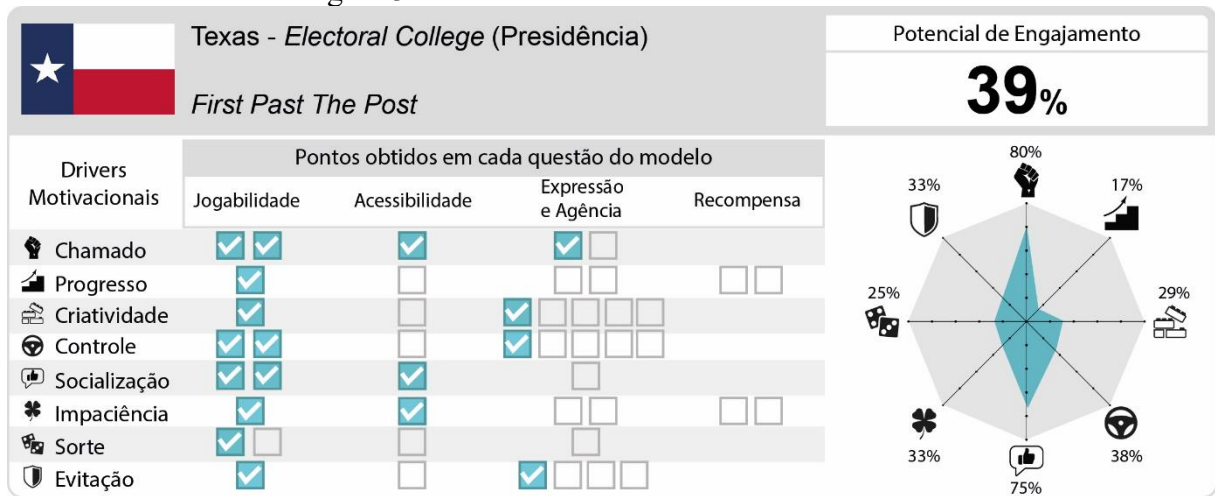 Texas - Electoral College (Presidência)
First Past The Post
Potencial de Engajamento
39%
Drivers
Motivacionais
Pontos obtidos em cada questão do modelo
Jogabilidade
Acessibilidade
Expressão
e Agência
Recompensa
Chamado
Progresso
Criatividade
Controle
Socialização
Impaciência
Sorte
Evitação
80%
33%
17%
25%
29%
33%
38%
75%